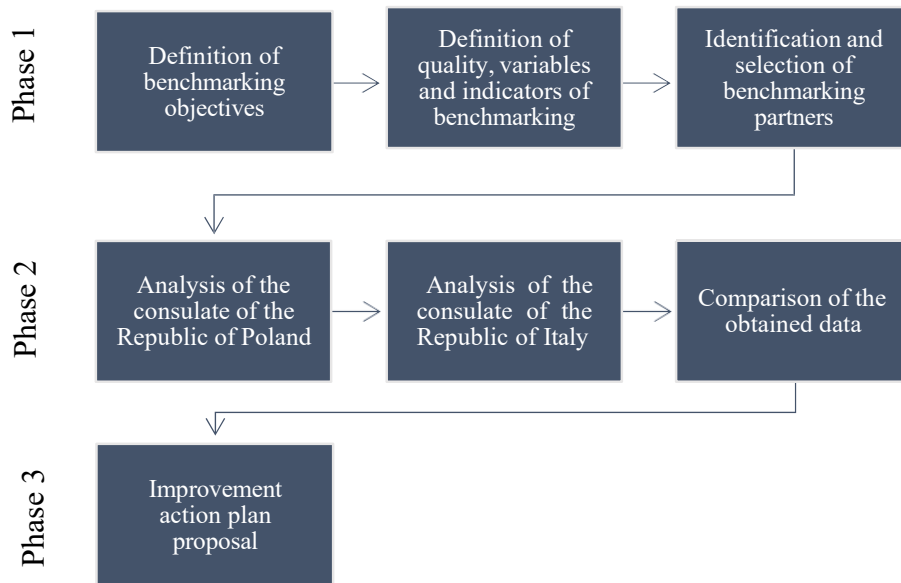 Phase 1
Definition of
benchmarking
objectives
Definition of
quality, variables
and indicators of
benchmarking
Identification and
selection of
benchmarking
partners
Phase 2
Analysis of the
consulate of the
Republic of Poland
Analysis of the
consulate of the
Republic of Italy
Comparison of the
obtained data
Phase 3
Improvement
action plan
proposal